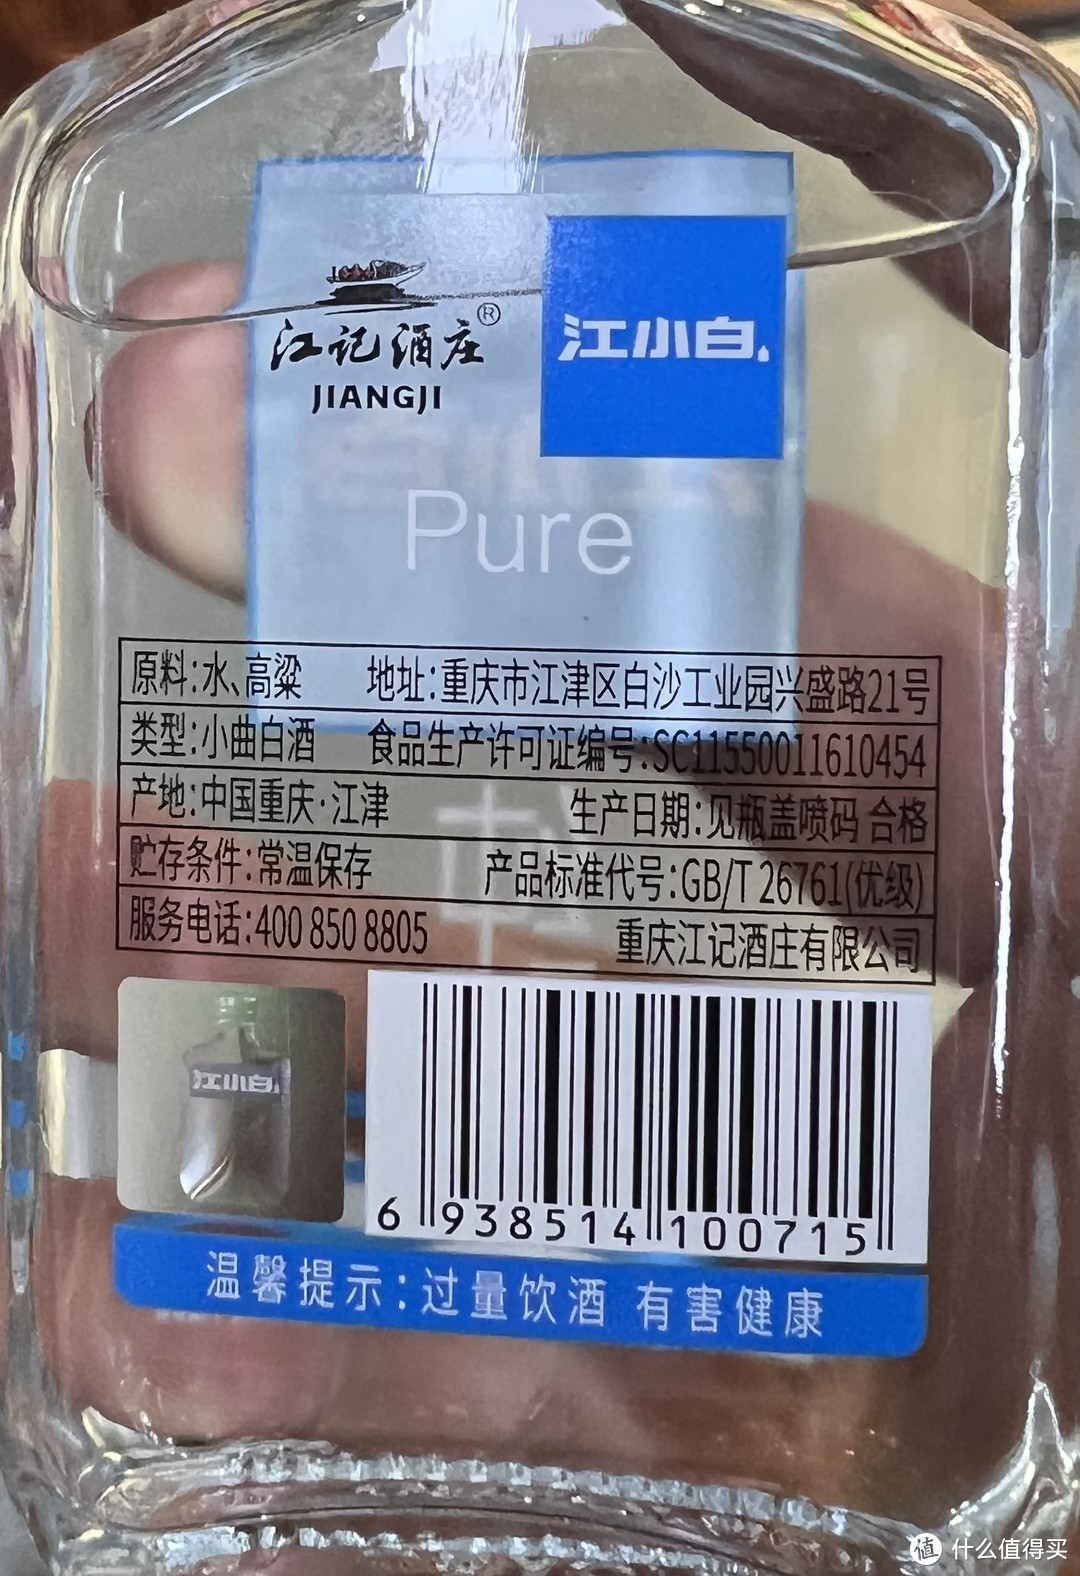 江记酒庄®
JIANGJI
江小白.
Pure
原料:水、高粱 地址:重庆市江津区白沙工业园兴盛路21号
类型:小曲白酒 食品生产许可证编号:SC11550011610454
产地:中国重庆·江津 生产日期:见瓶盖喷码 合格
贮存条件:常温保存 产品标准代号:GB/T 26761(优级)
服务电话:400 850 8805 重庆江记酒庄有限公司
江小白.
6 938514 100715
温馨提示:过量饮酒 有害健康
值 什么值得买